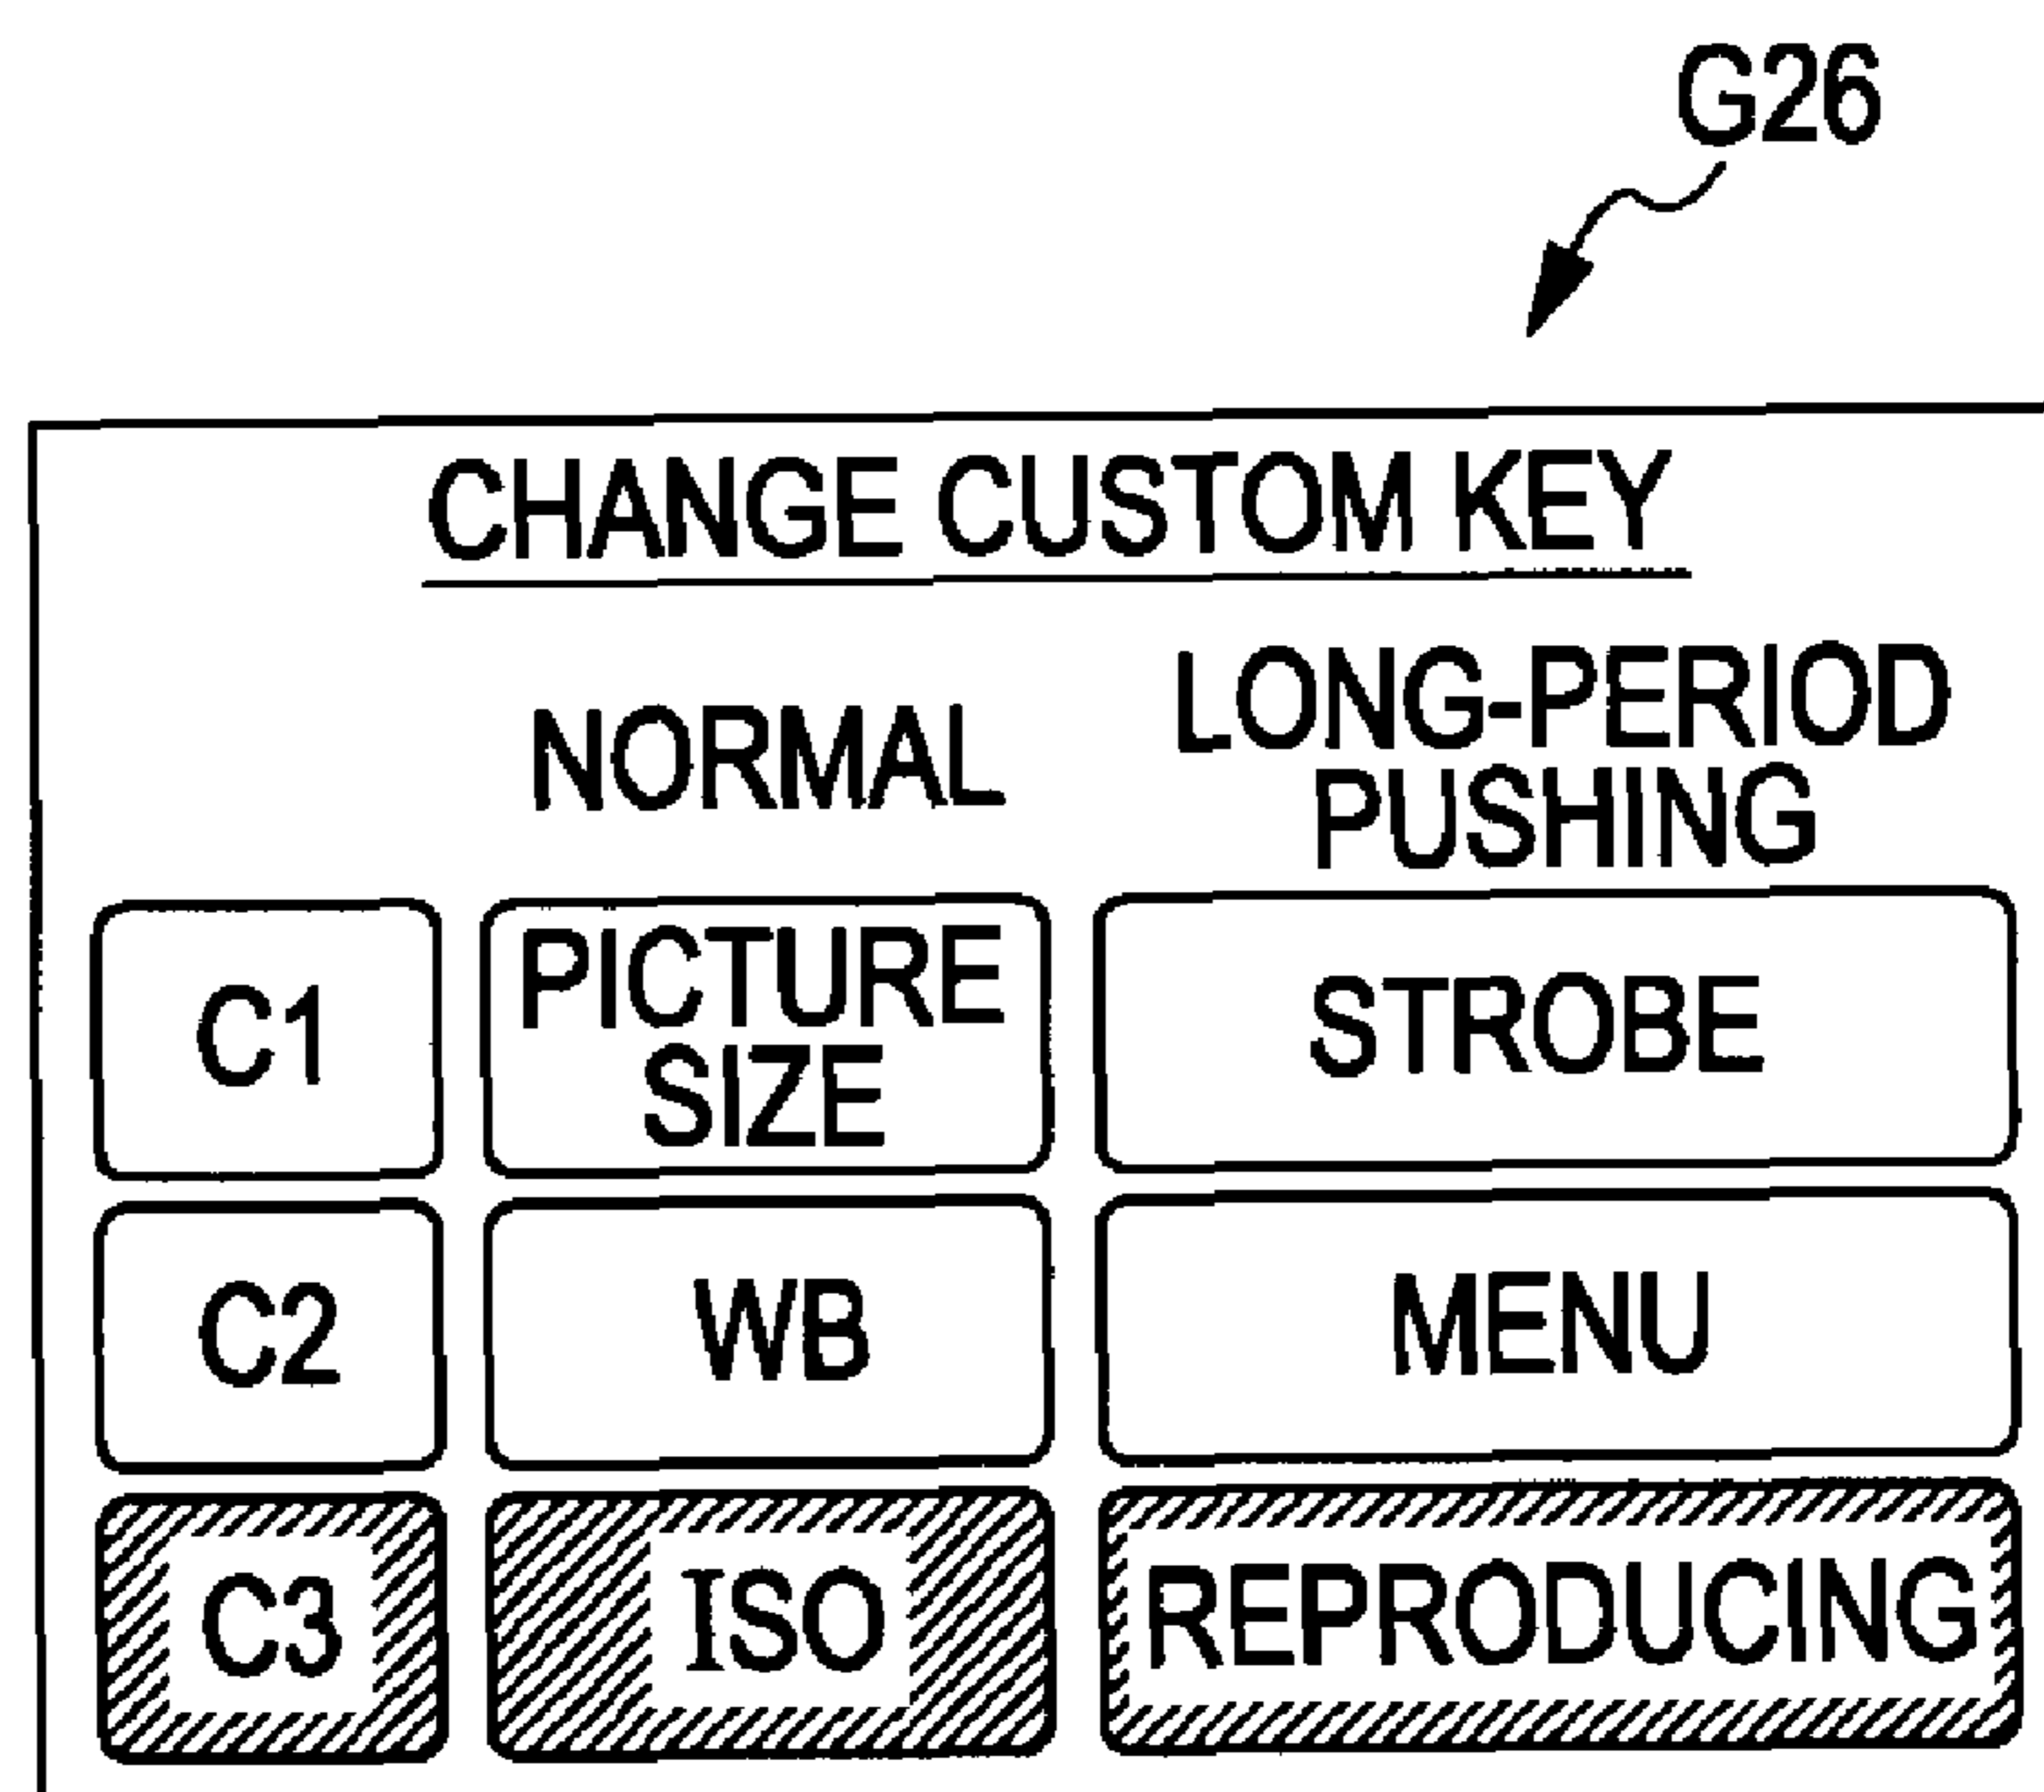 G26
CHANGE CUSTOM KEY
NORMAL
LONG-PERIOD
PUSHING
C1
PICTURE
SIZE
STROBE
C2
WB
MENU
C3
ISO
REPRODUCING